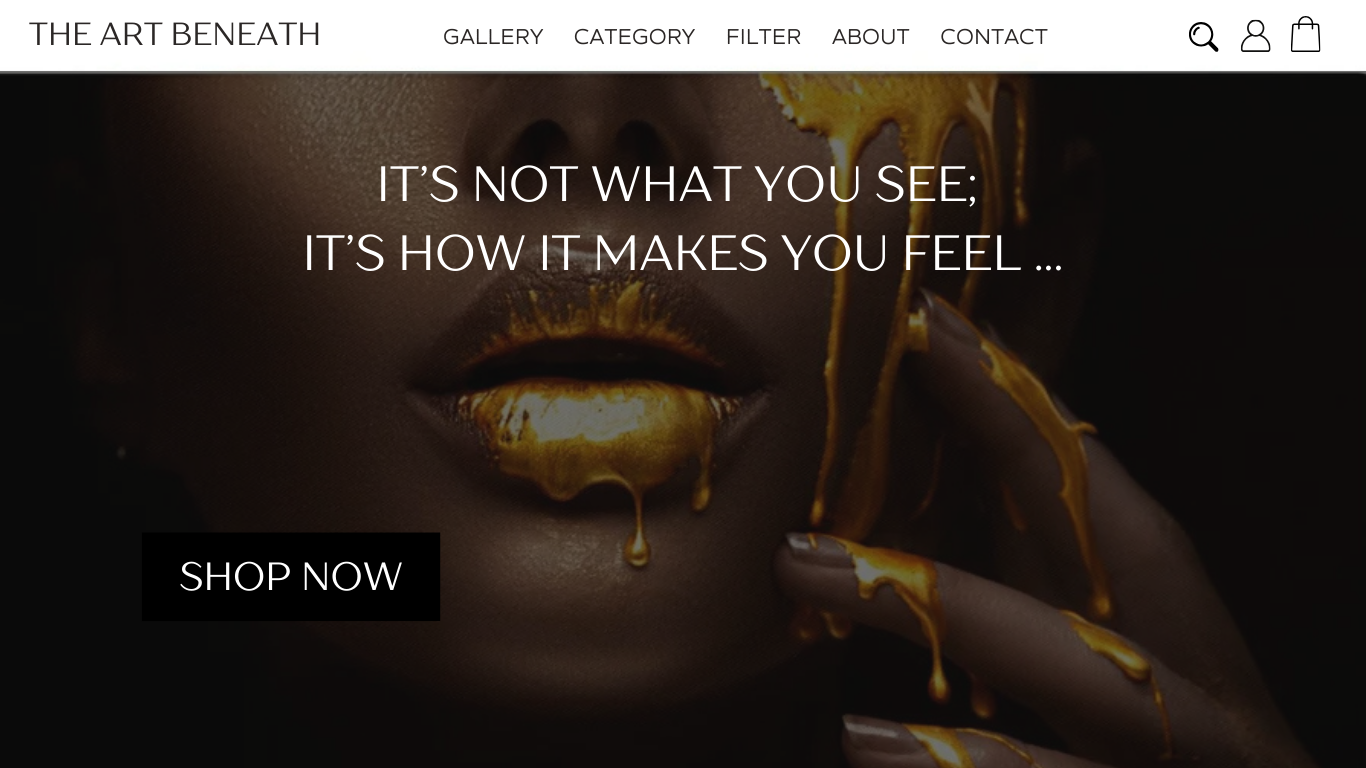 THE ART BENEATH
GALLERY CATEGORY FILTER ABOUT CONTACT
IT’S NOT WHAT YOU SEE;
IT’S HOW IT MAKES YOU FEEL ...
SHOP NOW